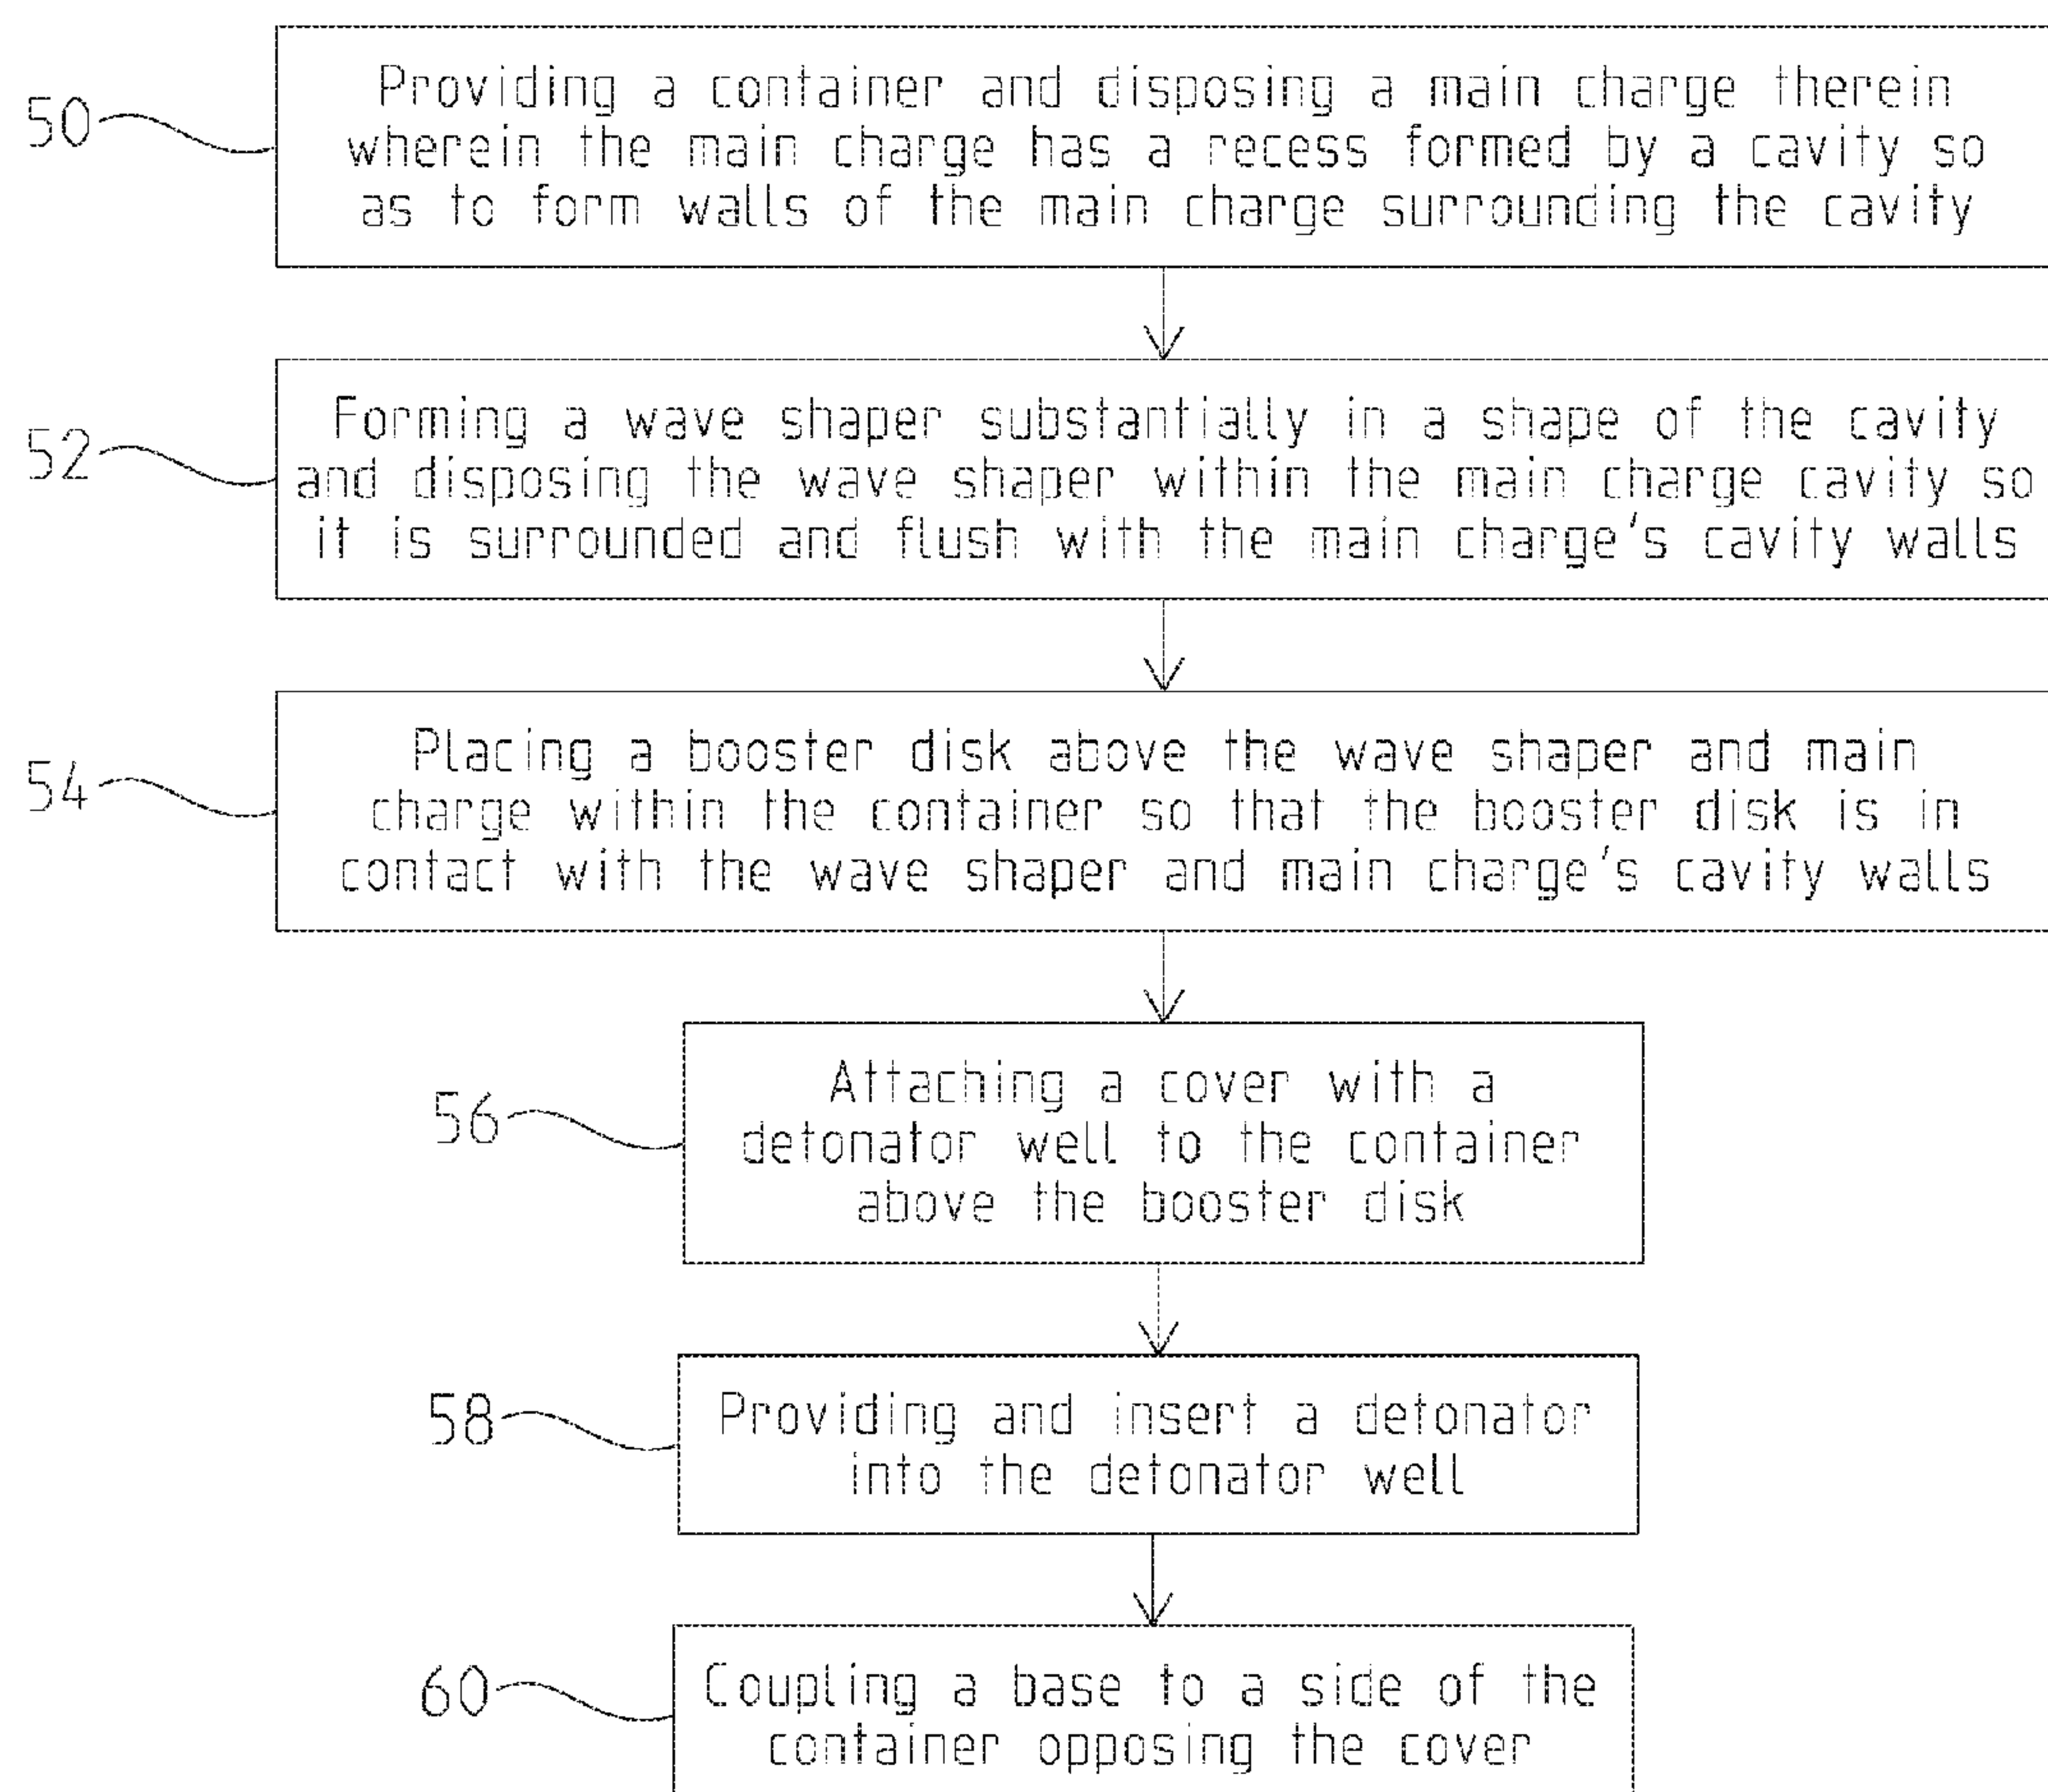 50
Providing a container and disposing a main charge therein
wherein the main charge has a recess formed by a cavity so
as to form walls of the main charge surrounding the cavity
52
Forming a wave shaper substantially in a shape of the cavity
and disposing the wave shaper within the main charge cavity so
it is surrounded and flush with the main charge's cavity walls
54
Placing a booster disk above the wave shaper and main
charge within the container so that the booster disk is in
contact with the wave shaper and main charge's cavity walls
56
Attaching a cover with a
detonator well to the container
above the booster disk
58
Providing and insert a detonator
into the detonator well
60
Coupling a base to a side of the
container opposing the cover